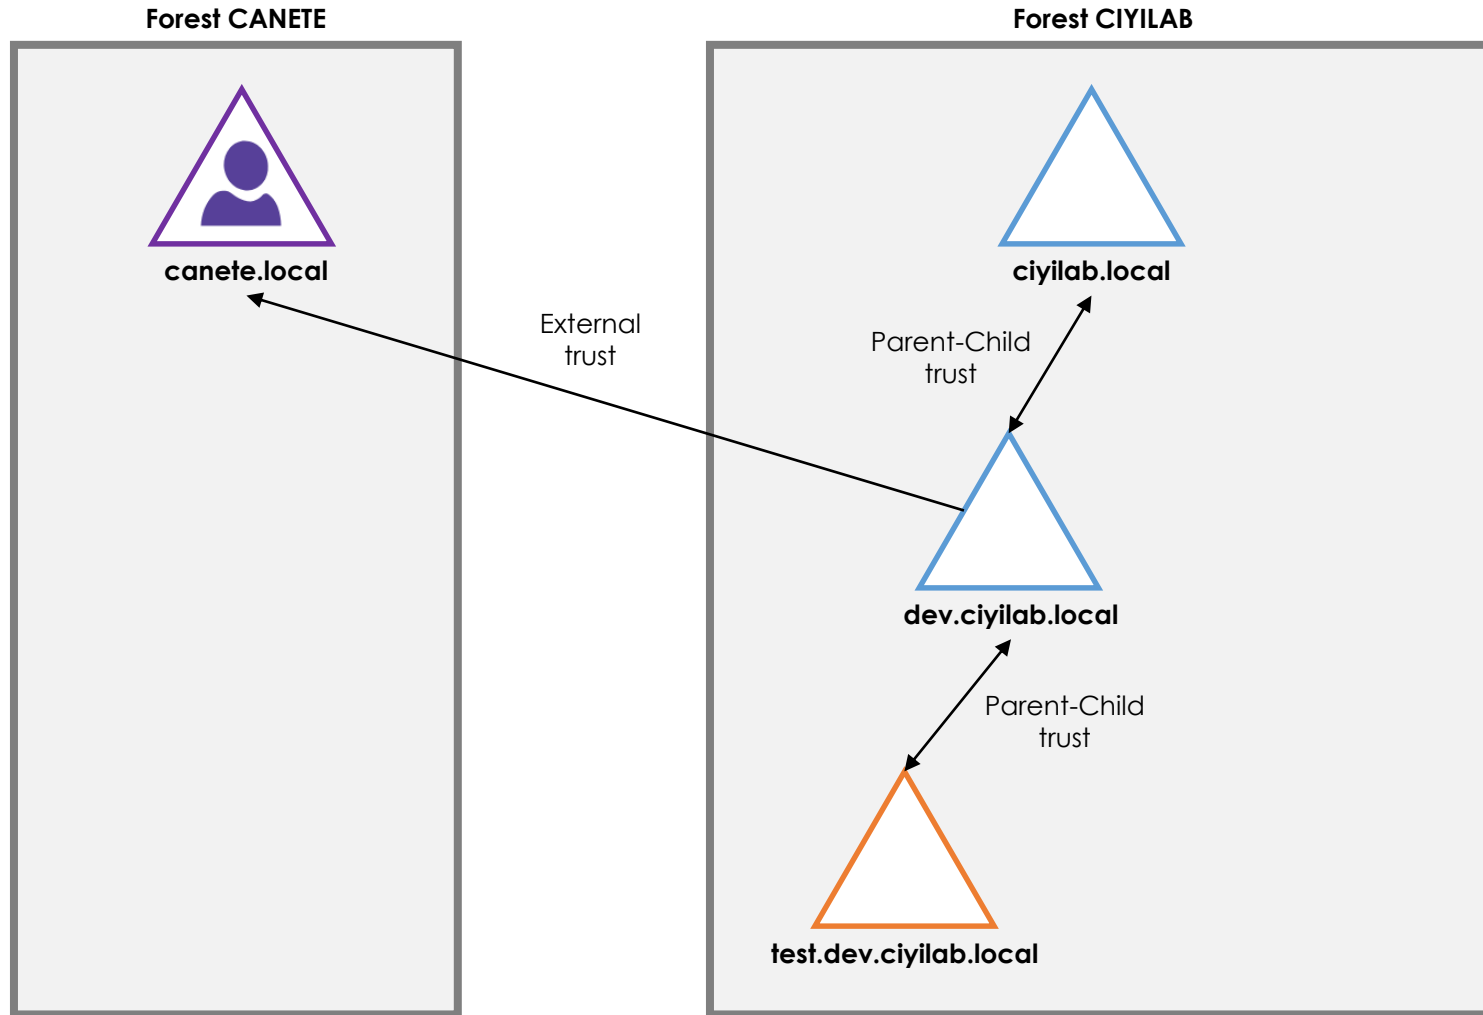 Forest CANETE
Forest CIYILAB
canete.local
ciyilab.local
External
trust
Parent-Child
trust
dev.ciyilab.local
Parent-Child
trust
test.dev.ciyilab.local